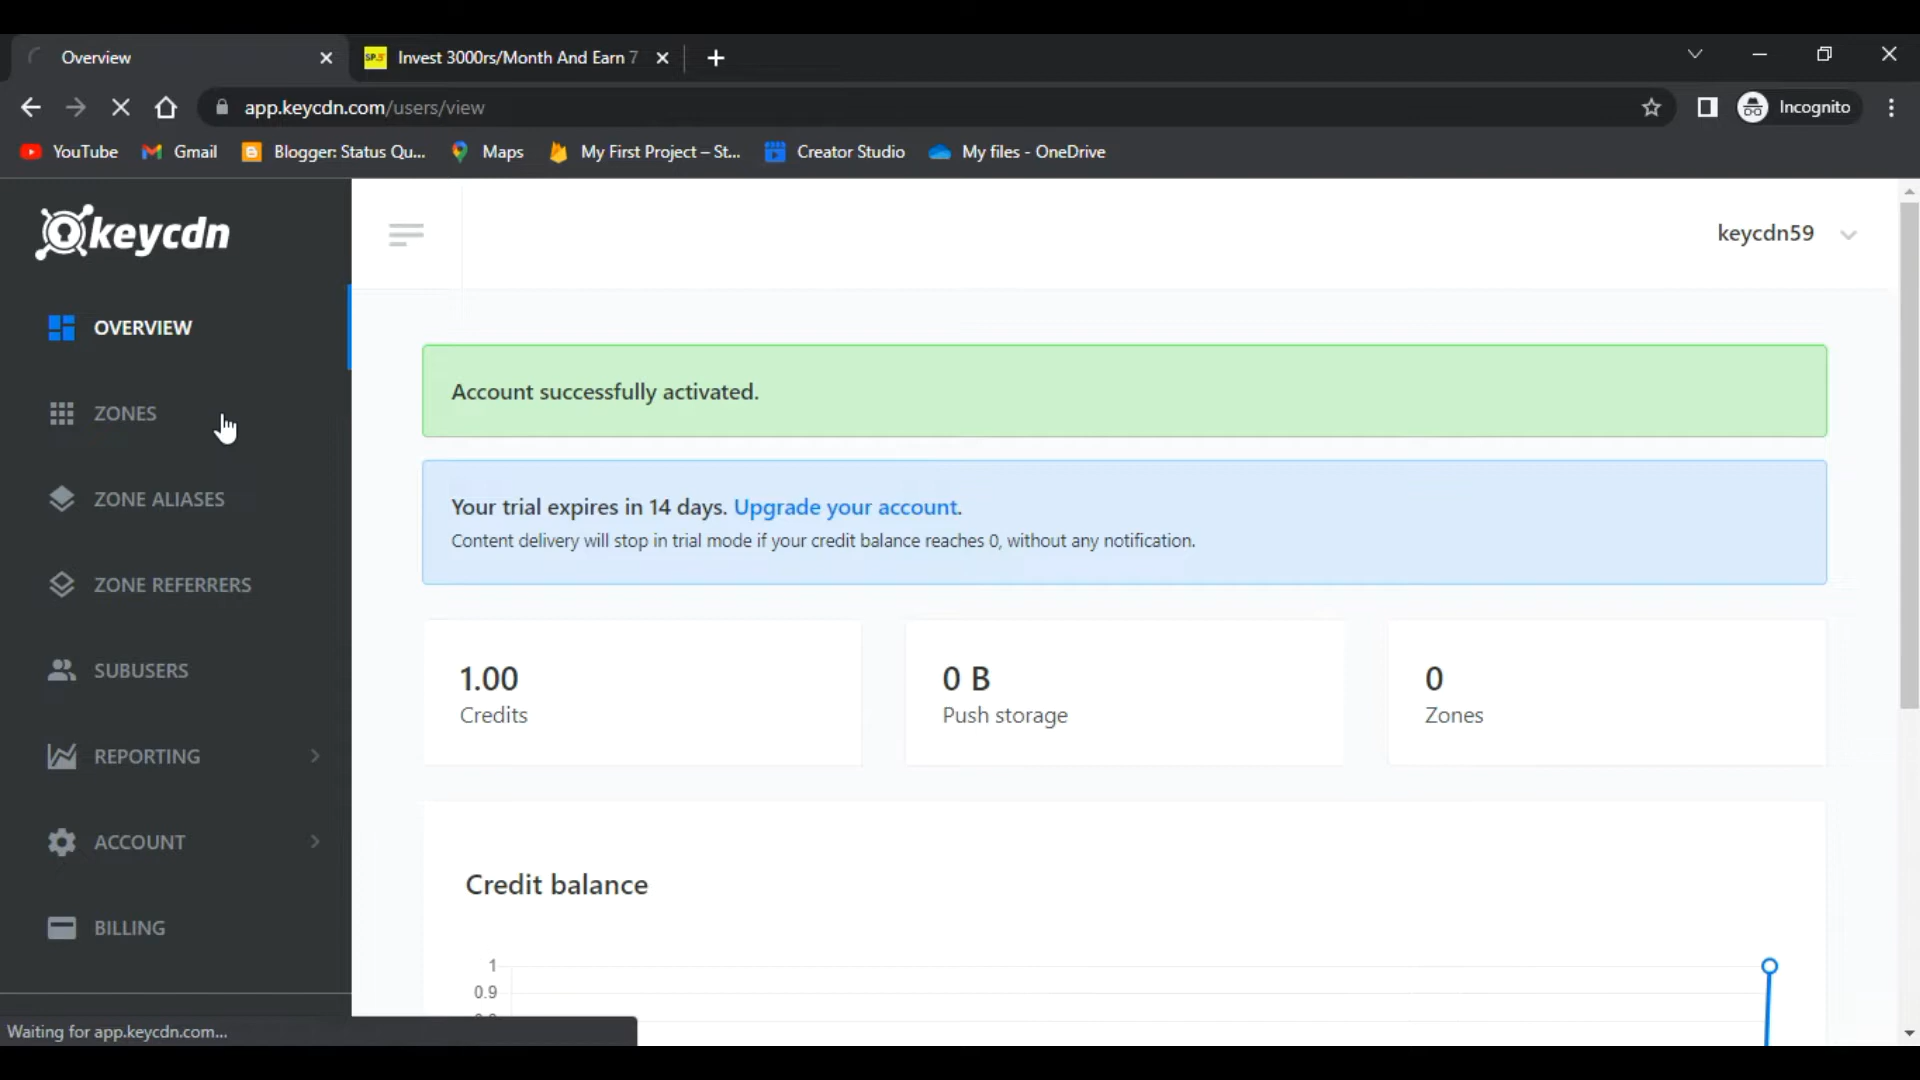 Overview
SP.5 Invest 3000rs/Month And Earn 7
app.keycdn.com/users/view
Incognito
YouTube Gmail Blogger: Status Qu... Maps My First Project – St... Creator Studio My files - OneDrive
keycdn
keycdn59
OVERVIEW
ZONES
ZONE ALIASES
ZONE REFERRERS
SUBUSERS
REPORTING
ACCOUNT
BILLING
Account successfully activated.
Your trial expires in 14 days. Upgrade your account.
Content delivery will stop in trial mode if your credit balance reaches 0, without any notification.
1.00
Credits
0 B
Push storage
0
Zones
Credit balance
1
0.9
Waiting for app.keycdn.com...